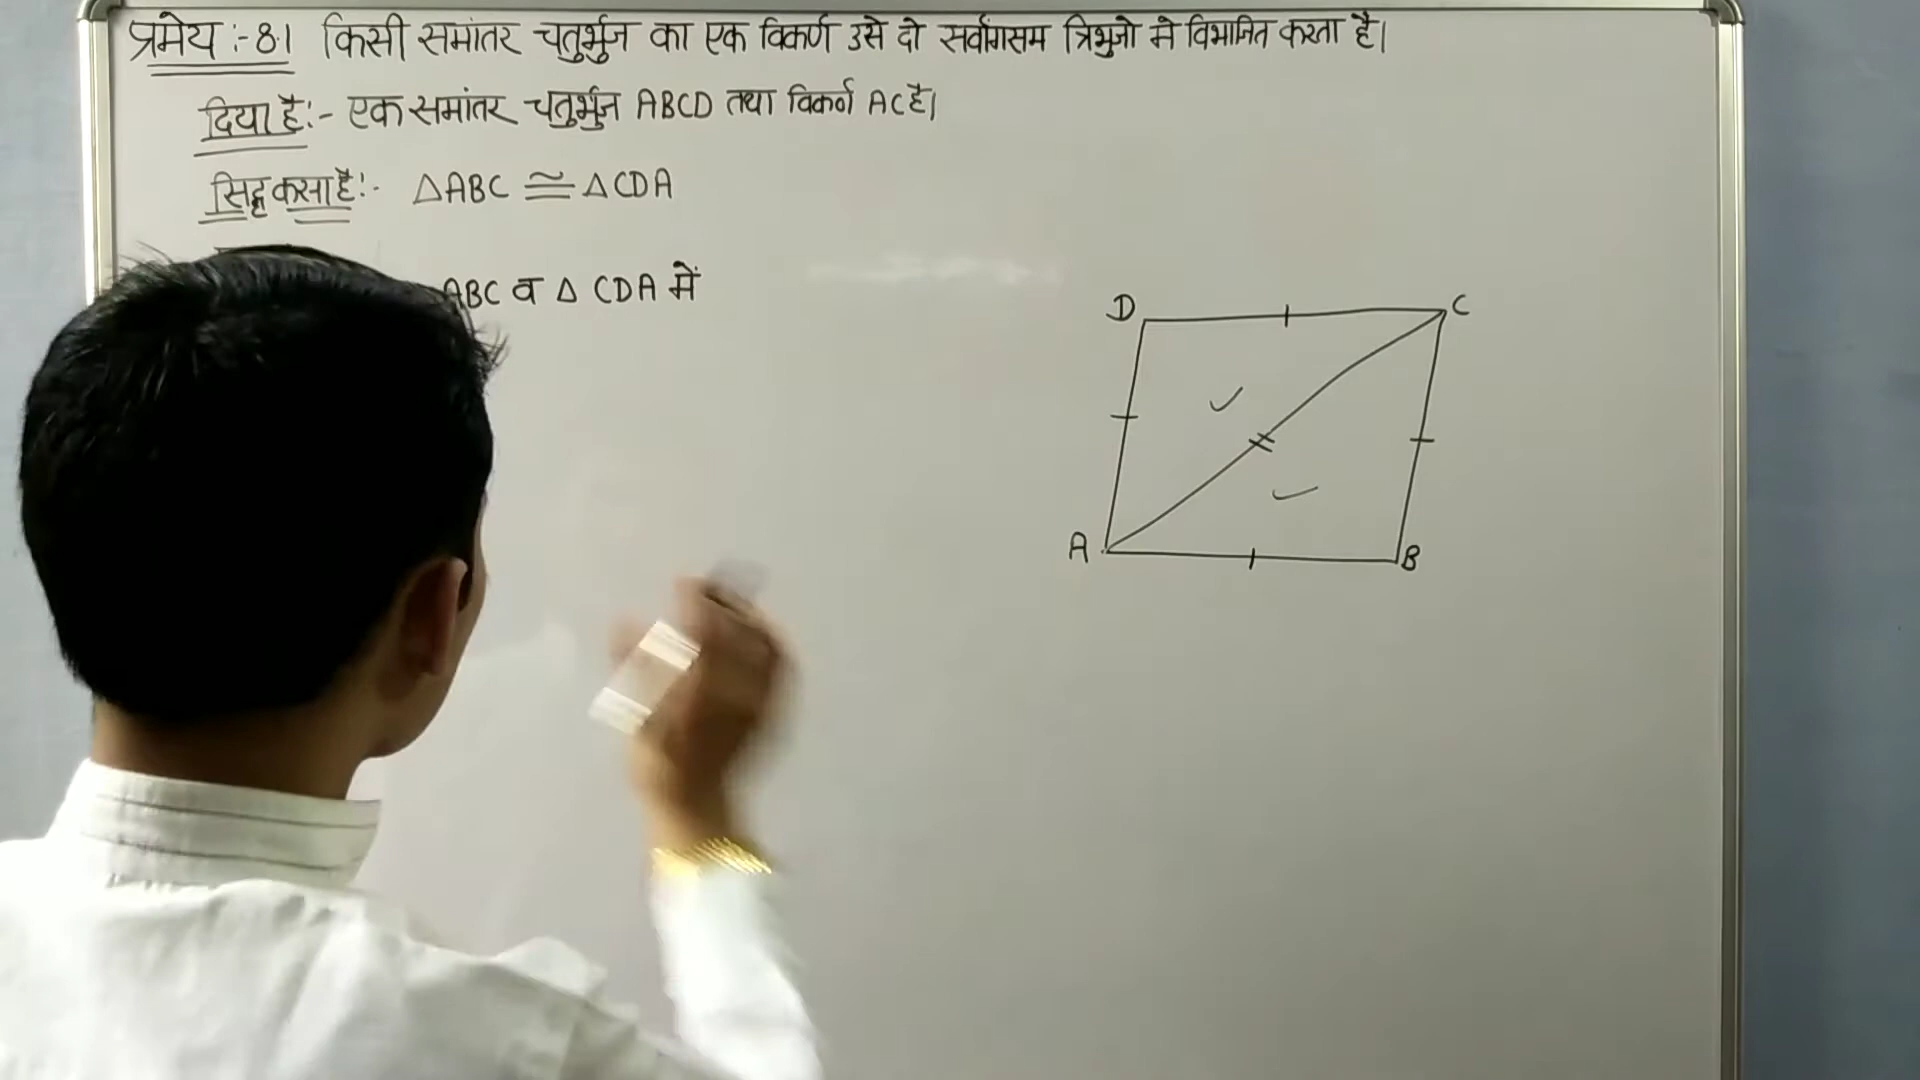 प्रमेय :- 8.1 किसी समांतर चतुर्भुज का एक विकर्ण उसे दो सर्वांगसम त्रिभुजो मे विभाजित करता है।
दिया है:- एक समांतर चतुर्भुज ABCD तथा विकर्ण AC है।
सिद्ध करना है:- △ABC ≅ △CDA
ABC व △ CDA में
D C
A B